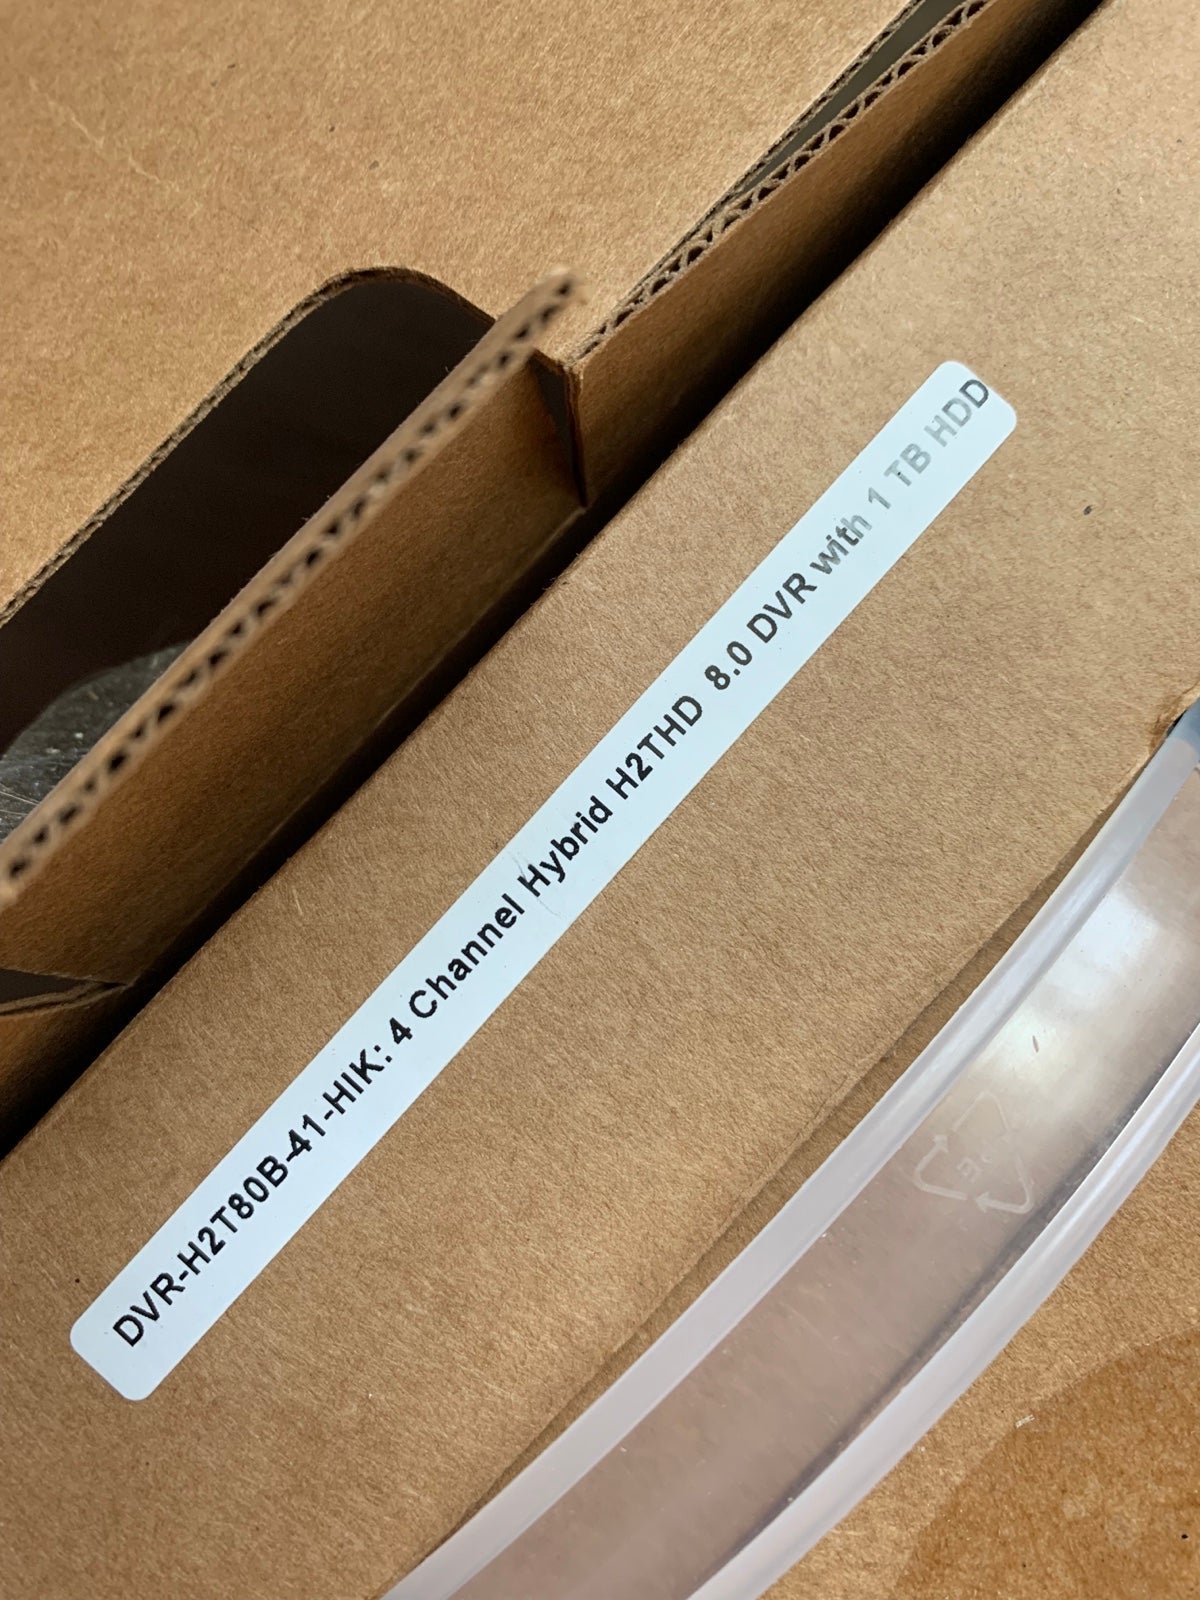 DVR-H2T80B-41-HIK: 4 Channel Hybrid H2THD 8.0 DVR with 1 TB HDD